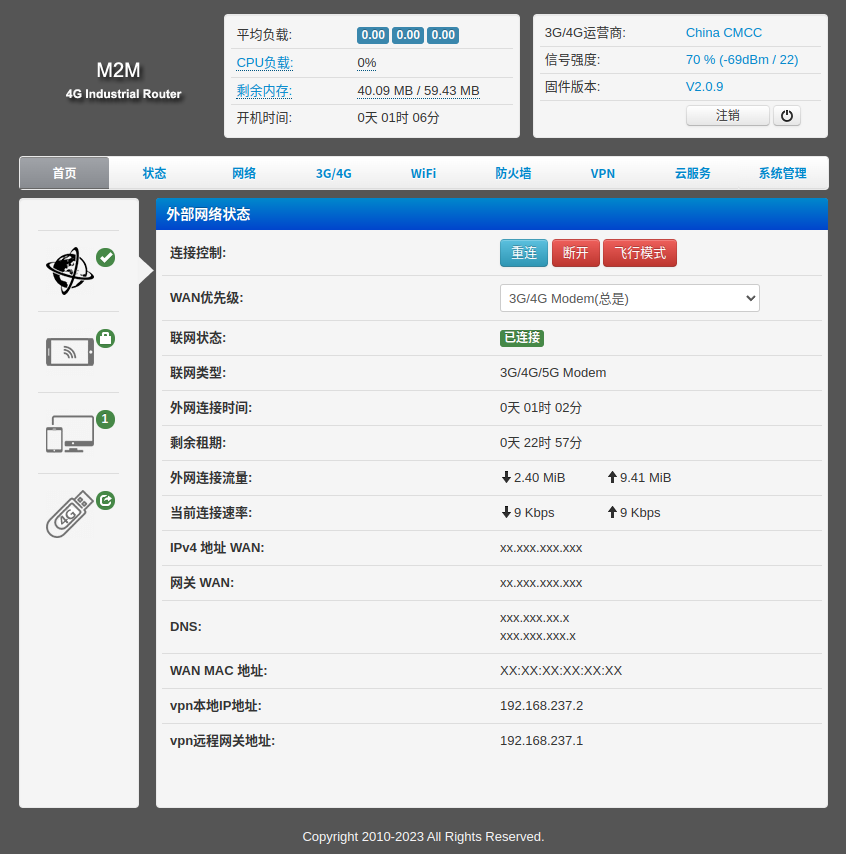 M2M
4G Industrial Router
平均负载: 0.00 0.00 0.00
CPU负载: 0%
剩余内存: 40.09 MB / 59.43 MB
开机时间: 0天 01时 06分
3G/4G运营商: China CMCC
信号强度: 70 % (-69dBm / 22)
固件版本: V2.0.9
注销
首页 状态 网络 3G/4G WiFi 防火墙 VPN 云服务 系统管理
1
4G
外部网络状态
连接控制: 重连 断开 飞行模式
WAN优先级: 3G/4G Modem(总是)
联网状态: 已连接
联网类型: 3G/4G/5G Modem
外网连接时间: 0天 01时 02分
剩余租期: 0天 22时 57分
外网连接流量: 2.40 MiB 9.41 MiB
当前连接速率: 9 Kbps 9 Kbps
IPv4 地址 WAN: xx.xxx.xxx.xxx
网关 WAN: xx.xxx.xxx.xxx
DNS: xxx.xxx.xx.x
xxx.xxx.xxx.x
WAN MAC 地址: XX:XX:XX:XX:XX:XX
vpn本地IP地址: 192.168.237.2
vpn远程网关地址: 192.168.237.1
Copyright 2010-2023 All Rights Reserved.